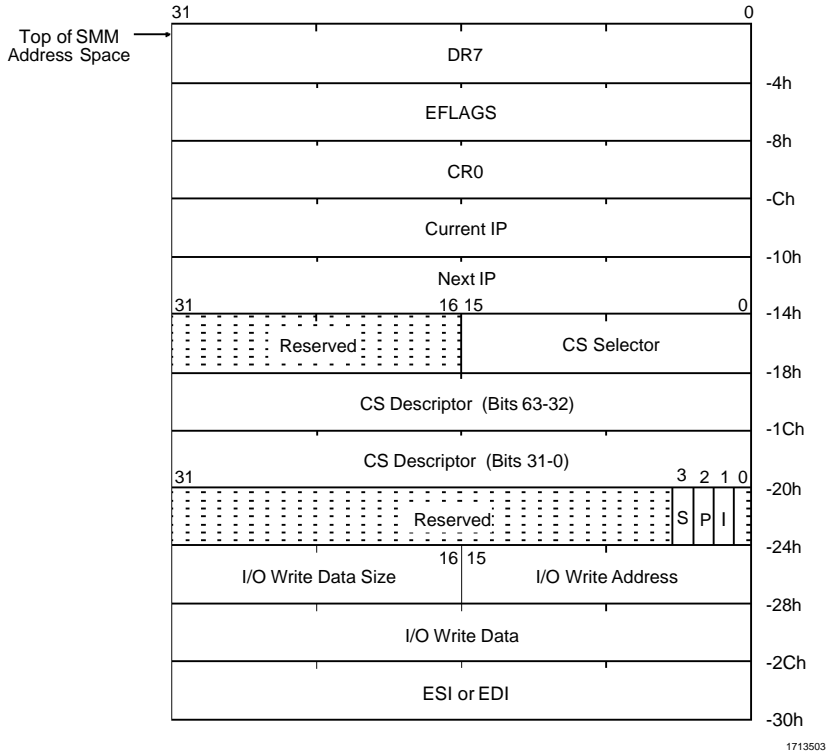 31 0
Top of SMM
Address Space
DR7
-4h
EFLAGS
-8h
CR0
-Ch
Current IP
-10h
Next IP
31 16 15 0
-14h
Reserved CS Selector
-18h
CS Descriptor (Bits 63-32)
-1Ch
CS Descriptor (Bits 31-0)
31 3 2 1 0
-20h
Reserved S P I
-24h
16 15
I/O Write Data Size I/O Write Address
-28h
I/O Write Data
-2Ch
ESI or EDI
-30h
1713503